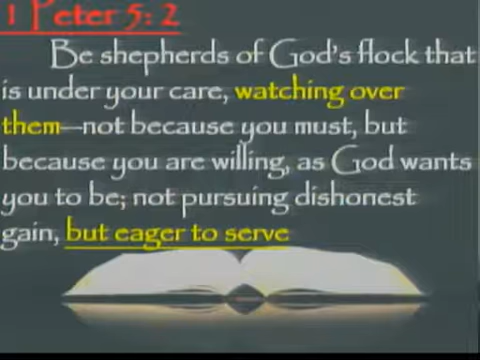 1 Peter 5: 2
Be shepherds of God's flock that
is under your care, watching over
them—not because you must, but
because you are willing, as God wants
you to be; not pursuing dishonest
gain, but eager to serve